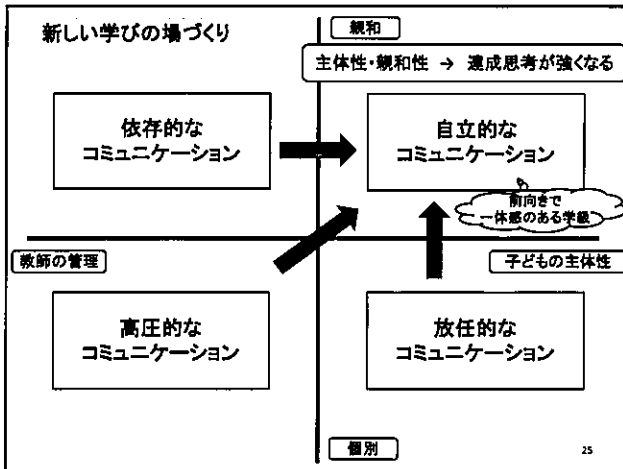 新しい学びの場づくり
親和
主体性・親和性 → 達成思考が強くなる
依存的な
コミュニケーション
自立的な
コミュニケーション
前向きで
一体感のある学級
教師の管理
子どもの主体性
高圧的な
コミュニケーション
放任的な
コミュニケーション
個別
25